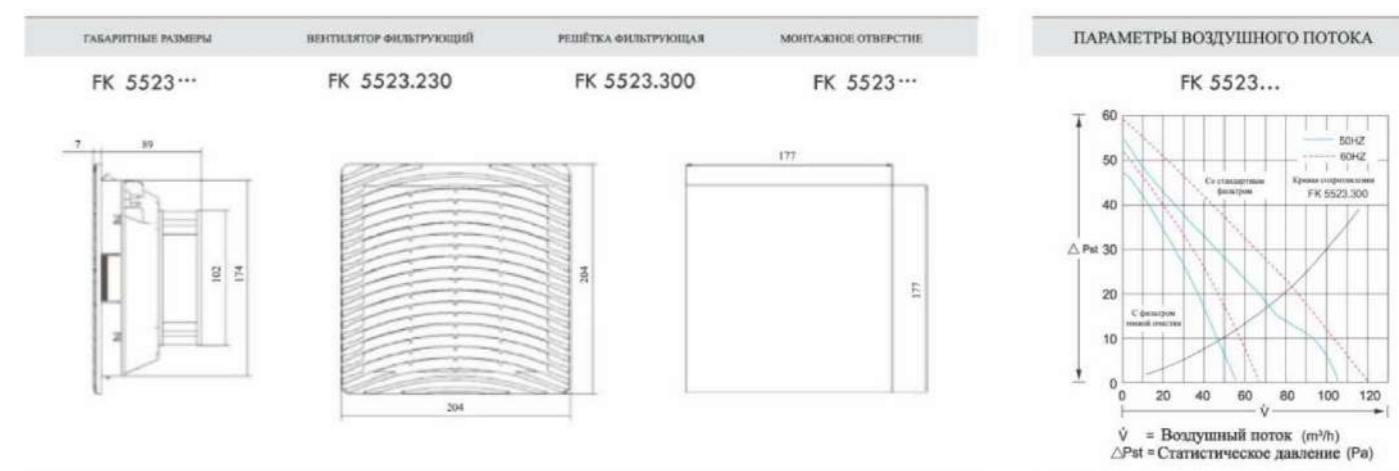 ГАБАРИТНЫЕ РАЗМЕРЫ ВЕНТИЛЯТОР ФИЛЬТРУЮЩИЙ РЕШЁТКА ФИЛЬТРУЮЩАЯ МОНТАЖНОЕ ОТВЕРСТИЕ
FK 5523··· FK 5523.230 FK 5523.300 FK 5523···
7 89
102
174
204
204
177
177
ПАРАМЕТРЫ ВОЗДУШНОГО ПОТОКА
FK 5523...
60
50HZ
60HZ
50
Со стандартным
фильтром
Кривая сопротивления
FK 5523.300
40
△ Pst 30
20
С фильтром
тонкой очистки
10
0
0 20 40 60 80 100 120
V̇
V̇ = Воздушный поток (m³/h)
△Pst = Статистическое давление (Pa)